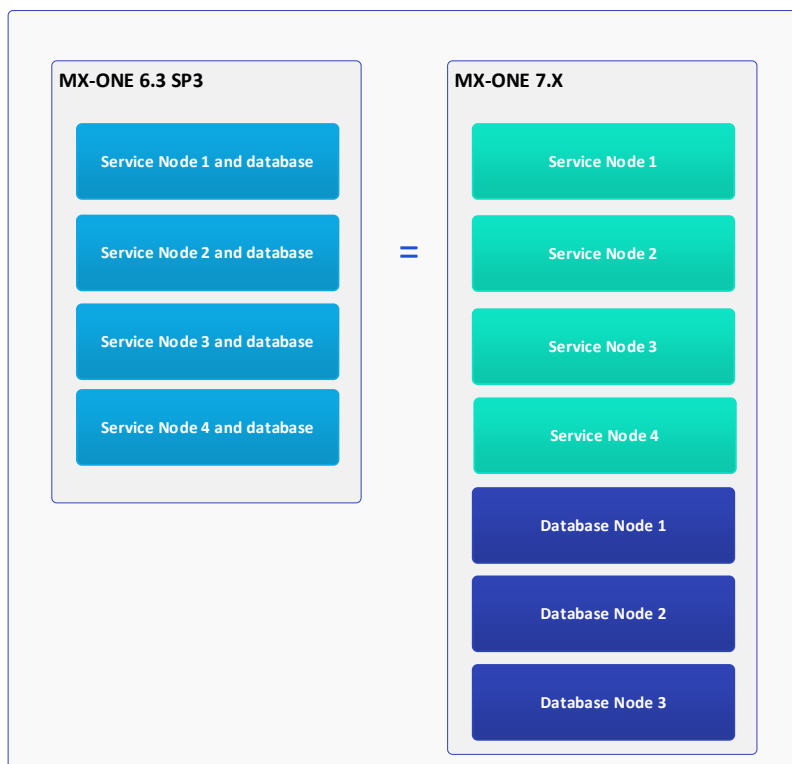 MX-ONE 6.3 SP3
Service Node 1 and database
Service Node 2 and database
Service Node 3 and database
Service Node 4 and database
=
MX-ONE 7.X
Service Node 1
Service Node 2
Service Node 3
Service Node 4
Database Node 1
Database Node 2
Database Node 3